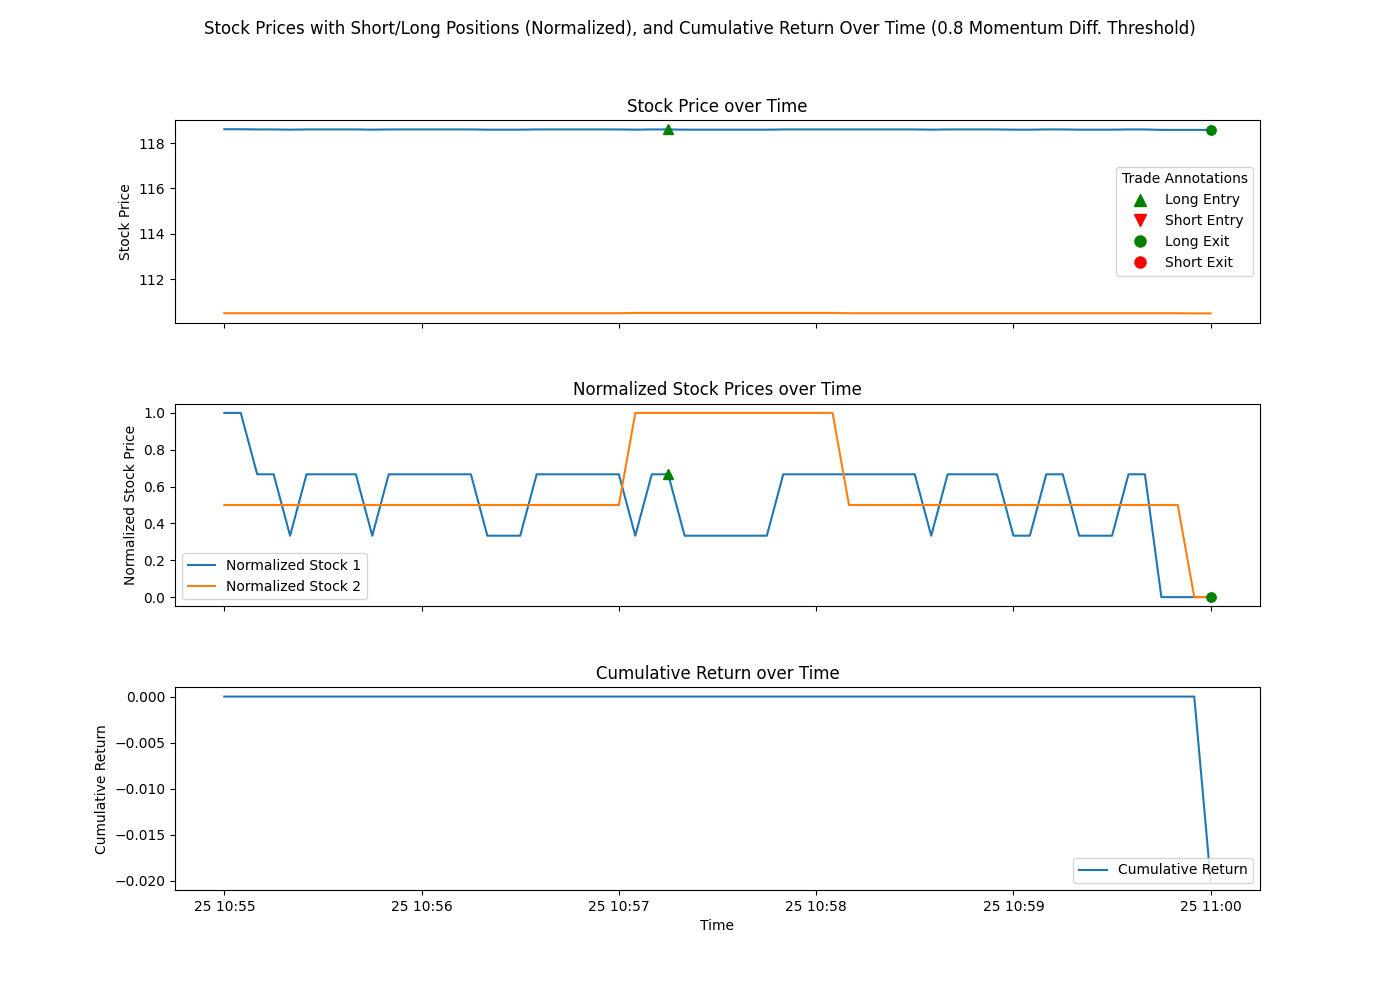 Stock Prices with Short/Long Positions (Normalized), and Cumulative Return Over Time (0.8 Momentum Diff. Threshold)
Stock Price over Time
Stock Price
118
116
114
112
Trade Annotations
Long Entry
Short Entry
Long Exit
Short Exit
Normalized Stock Prices over Time
Normalized Stock Price
1.0
0.8
0.6
0.4
0.2
0.0
Normalized Stock 1
Normalized Stock 2
Cumulative Return over Time
Cumulative Return
0.000
−0.005
−0.010
−0.015
−0.020
Cumulative Return
25 10:55
25 10:56
25 10:57
25 10:58
25 10:59
25 11:00
Time